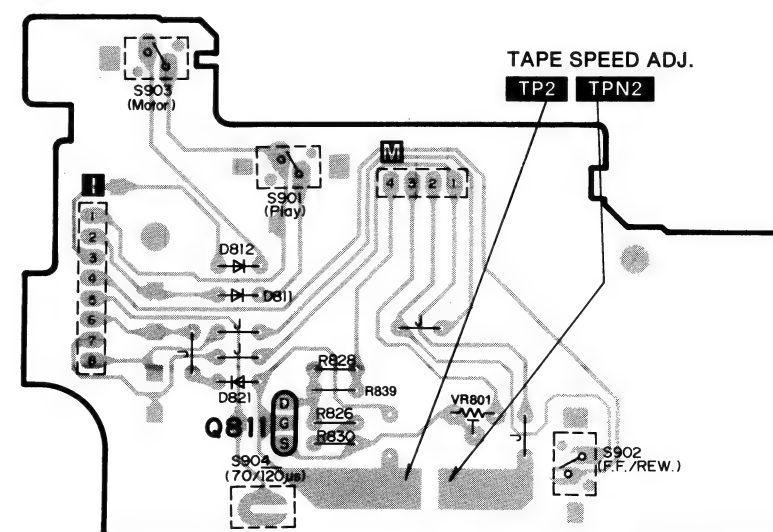 TAPE SPEED ADJ.
TP2 TPN2
S903
(Motor)
M
4 3 2 1
S901
(Play)
1
2
3
4
5
6
7
8
D812
D811
J
J
J
J
D821
R828
R839
D
G
S
Q811
R826
R830
VR801
J
S904
(70/120μs)
S902
(F.F./REW.)